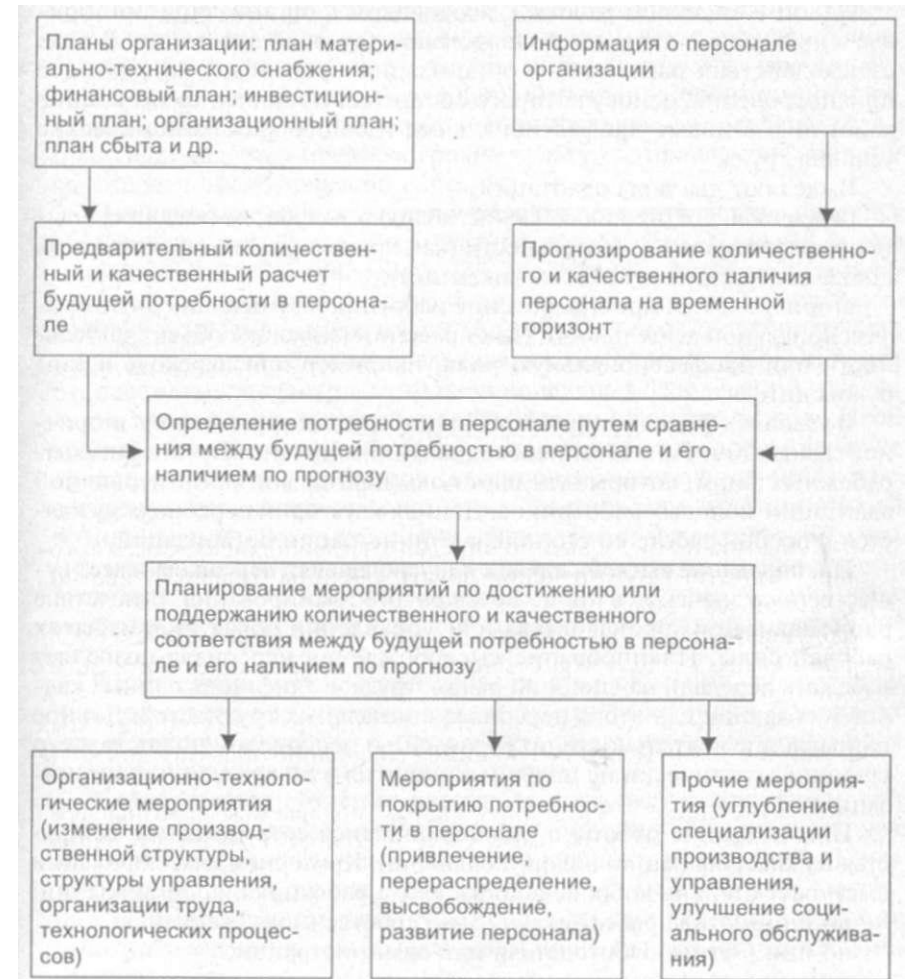 Планы организации: план матери-
ально-технического снабжения;
финансовый план; инвестицион-
ный план; организационный план;
план сбыта и др.
Информация о персонале
организации
Предварительный количествен-
ный и качественный расчет
будущей потребности в персона-
ле
Прогнозирование количественно-
го и качественного наличия
персонала на временной
горизонт
Определение потребности в персонале путем сравне-
ния между будущей потребностью в персонале и его
наличием по прогнозу
Планирование мероприятий по достижению или
поддержанию количественного и качественного
соответствия между будущей потребностью в персона-
ле и его наличием по прогнозу
Организационно-техноло-
гические мероприятия
(изменение производ-
ственной структуры,
структуры управления,
организации труда,
технологических процес-
сов)
Мероприятия по
покрытию потребнос-
ти в персонале
(привлечение,
перераспределение,
высвобождение,
развитие персонала)
Прочие мероприя-
тия (углубление
специализации
производства и
управления,
улучшение соци-
ального обслужива-
ния)